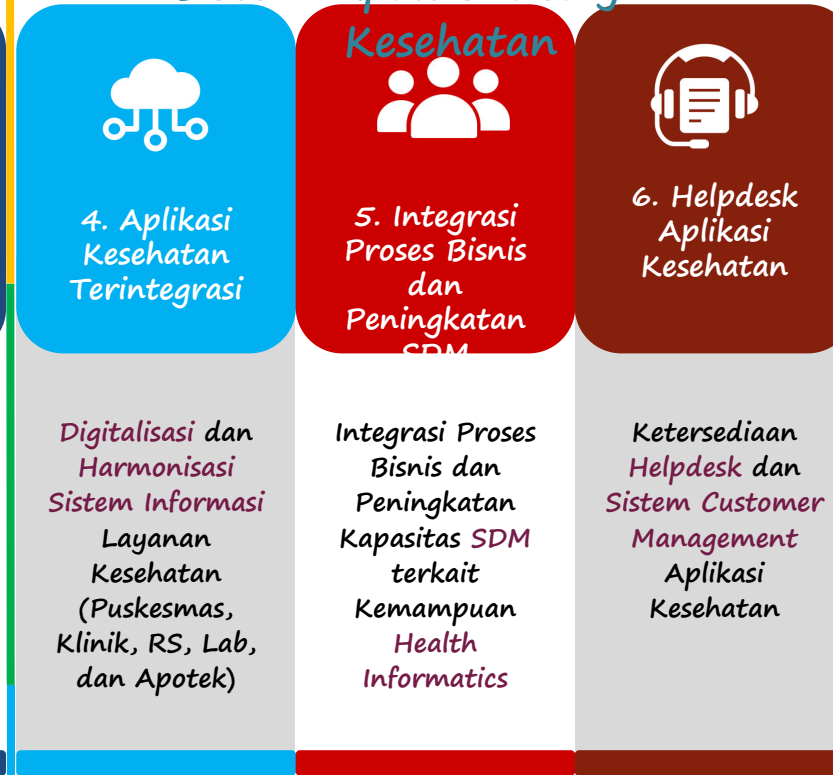 Kesehatan
4. Aplikasi
Kesehatan
Terintegrasi
5. Integrasi
Proses Bisnis
dan
Peningkatan
SDM
6. Helpdesk
Aplikasi
Kesehatan
Digitalisasi dan
Harmonisasi
Sistem Informasi
Layanan
Kesehatan
(Puskesmas,
Klinik, RS, Lab,
dan Apotek)
Integrasi Proses
Bisnis dan
Peningkatan
Kapasitas SDM
terkait
Kemampuan
Health
Informatics
Ketersediaan
Helpdesk dan
Sistem Customer
Management
Aplikasi
Kesehatan